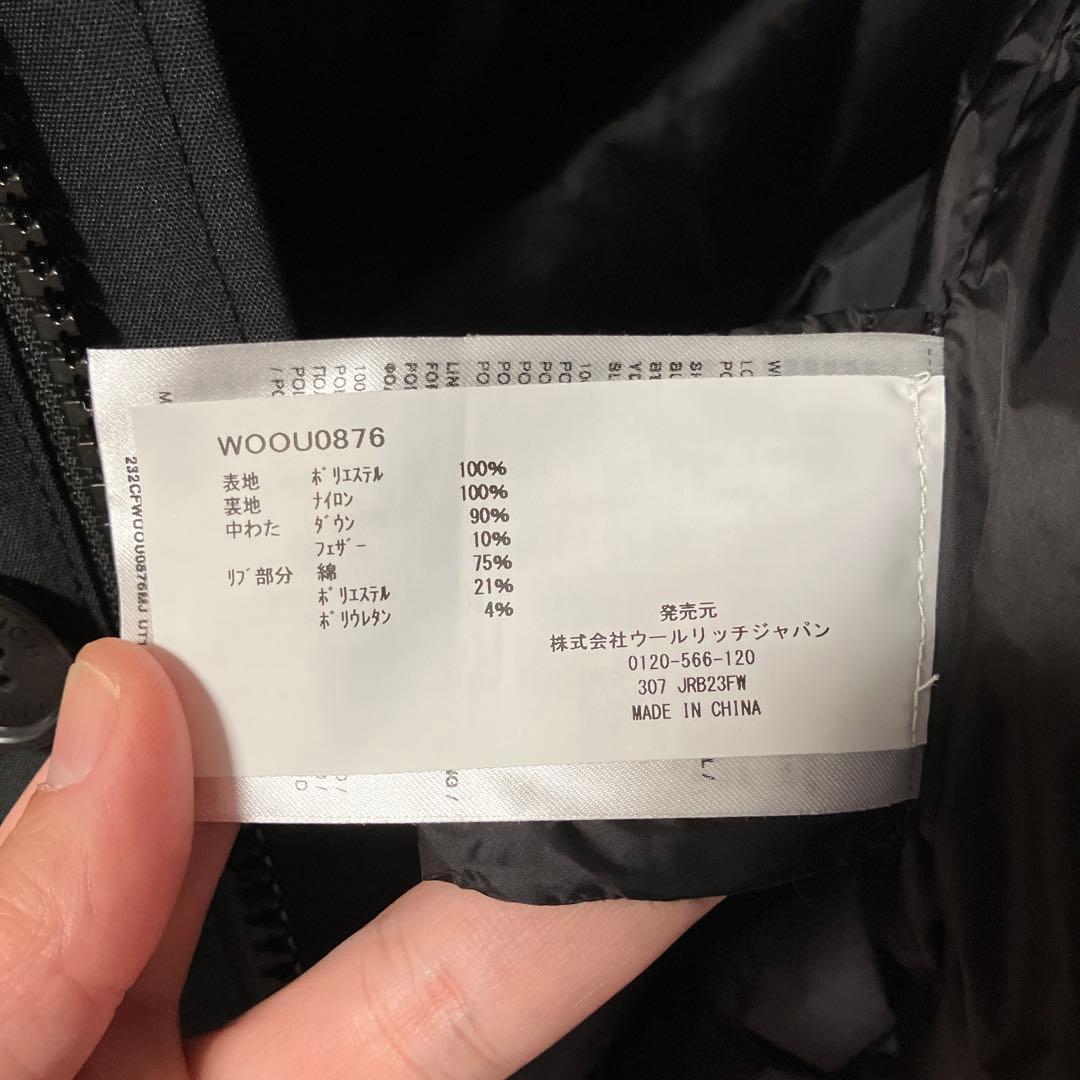 WOOU0876
表地 ﾎﾟﾘｴｽﾃﾙ 100%
裏地 ﾅｲﾛﾝ 100%
中わた ﾀﾞｳﾝ 90%
ﾌｪｻﾞｰ 10%
ﾘﾌﾞ部分 綿 75%
ﾎﾟﾘｴｽﾃﾙ 21%
ﾎﾟﾘｳﾚﾀﾝ 4%
発売元
株式会社ウールリッチジャパン
0120-566-120
307 JRB23FW
MADE IN CHINA
232CFWOOU0876MJ UT1